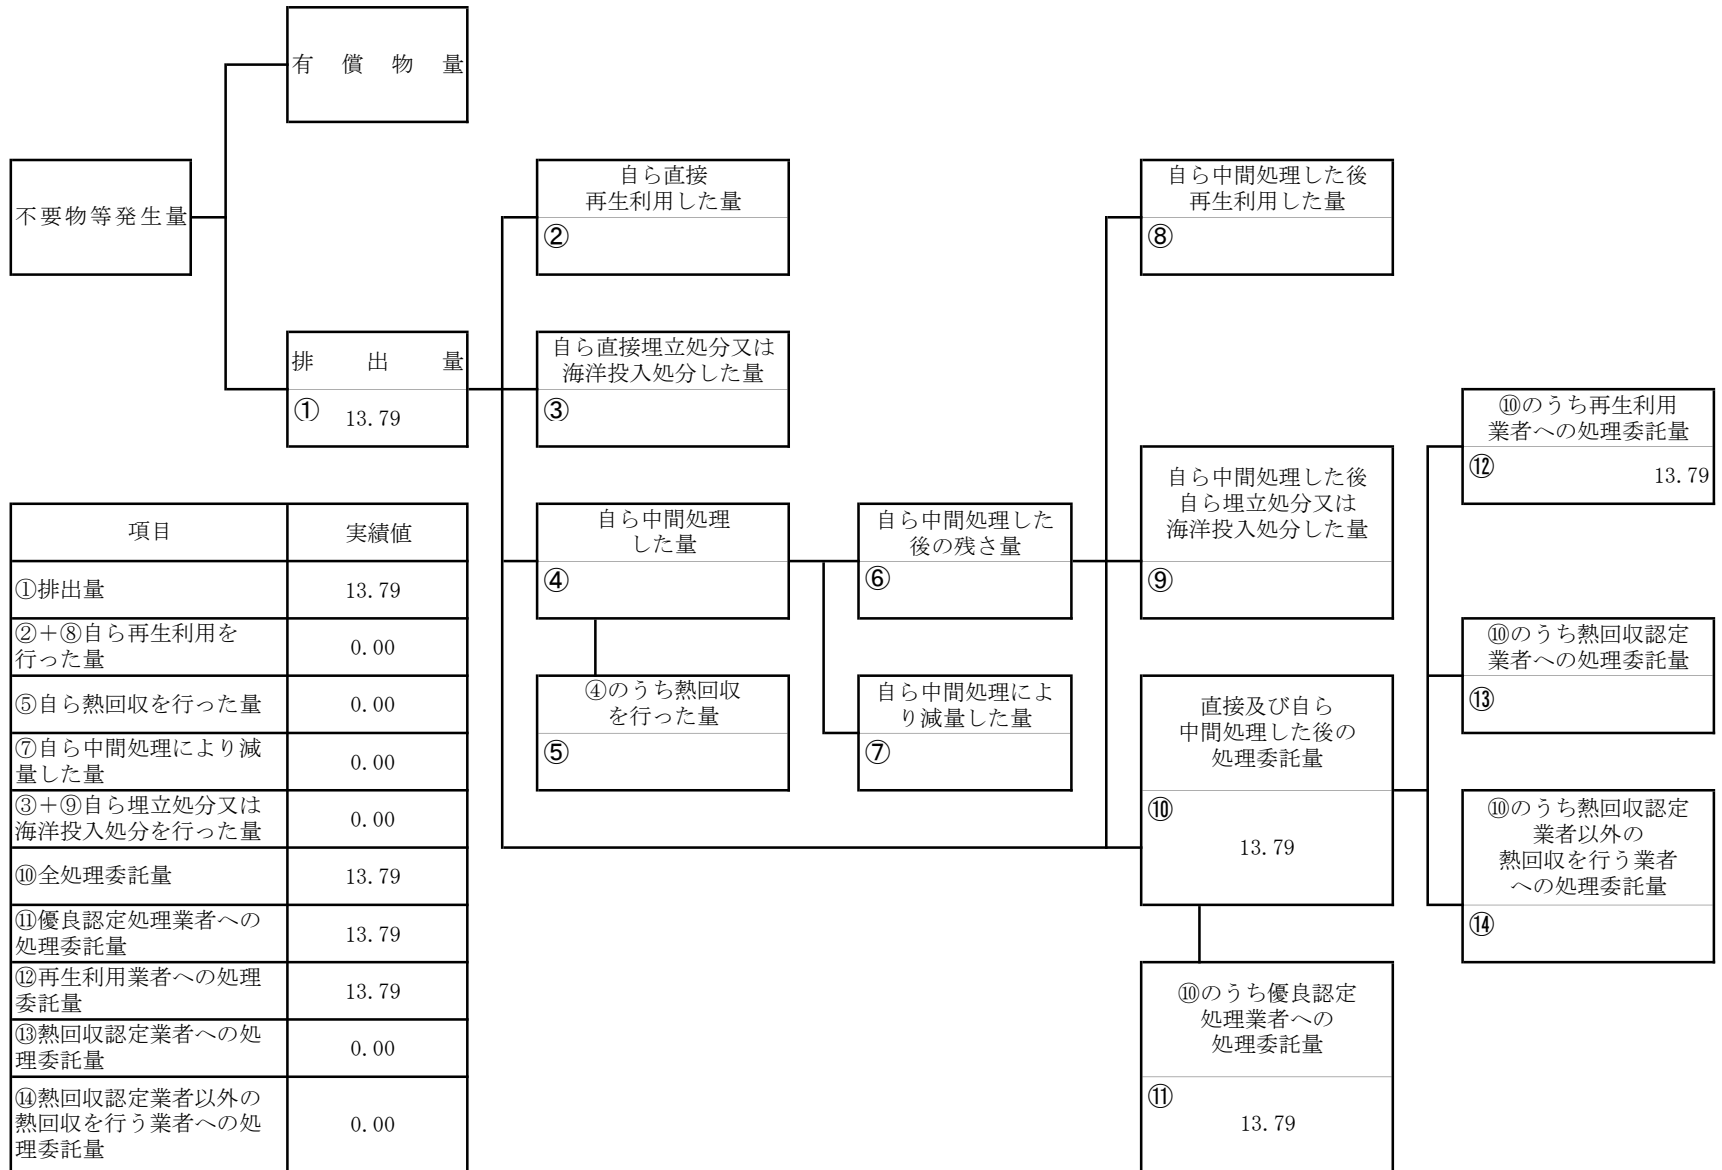 有償物量
不要物等発生量
自ら直接
再生利用した量
②
自ら中間処理した後
再生利用した量
⑧
排出量
① 13.79
自ら直接埋立処分又は
海洋投入処分した量
③
⑩のうち再生利用
業者への処理委託量
⑫ 13.79
自ら中間処理した後
自ら埋立処分又は
海洋投入処分した量
⑨
自ら中間処理
した量
④
自ら中間処理した
後の残さ量
⑥
⑩のうち熱回収認定
業者への処理委託量
⑬
④のうち熱回収
を行った量
⑤
自ら中間処理によ
り減量した量
⑦
直接及び自ら
中間処理した後の
処理委託量
⑩
13.79
⑩のうち熱回収認定
業者以外の
熱回収を行う業者
への処理委託量
⑭
⑩のうち優良認定
処理業者への
処理委託量
⑪
13.79
項目 実績値
①排出量 13.79
②＋⑧自ら再生利用を
行った量 0.00
⑤自ら熱回収を行った量 0.00
⑦自ら中間処理により減
量した量 0.00
③＋⑨自ら埋立処分又は
海洋投入処分を行った量 0.00
⑩全処理委託量 13.79
⑪優良認定処理業者への
処理委託量 13.79
⑫再生利用業者への処理
委託量 13.79
⑬熱回収認定業者への処
理委託量 0.00
⑭熱回収認定業者以外の
熱回収を行う業者への処
理委託量 0.00